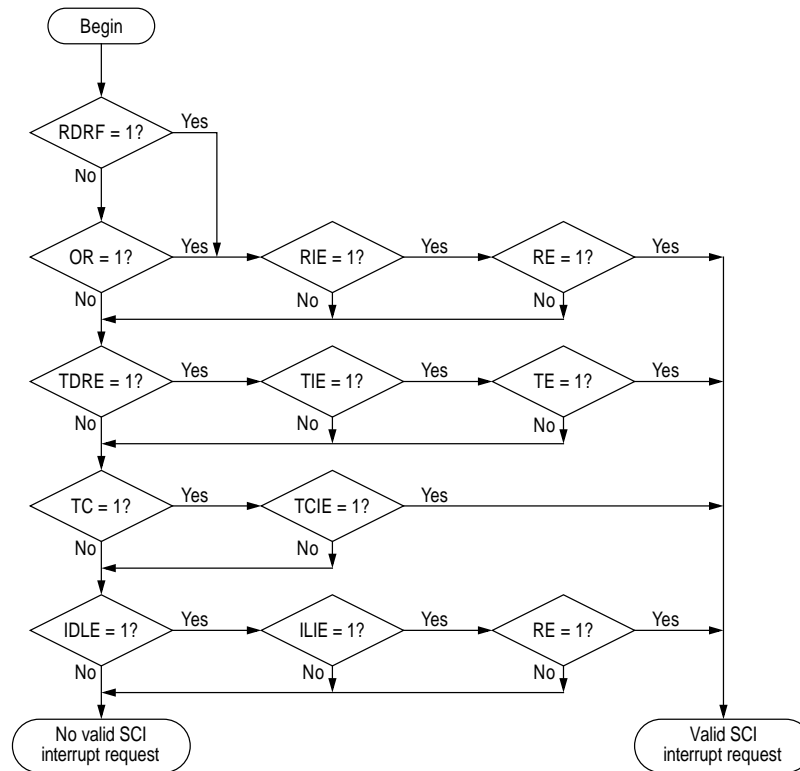 Begin
RDRF = 1?
Yes
No
OR = 1?
Yes
RIE = 1?
Yes
RE = 1?
Yes
No
No
No
TDRE = 1?
Yes
TIE = 1?
Yes
TE = 1?
Yes
No
No
No
TC = 1?
Yes
TCIE = 1?
Yes
No
No
IDLE = 1?
Yes
ILIE = 1?
Yes
RE = 1?
Yes
No
No
No
No valid SCI
interrupt request
Valid SCI
interrupt request